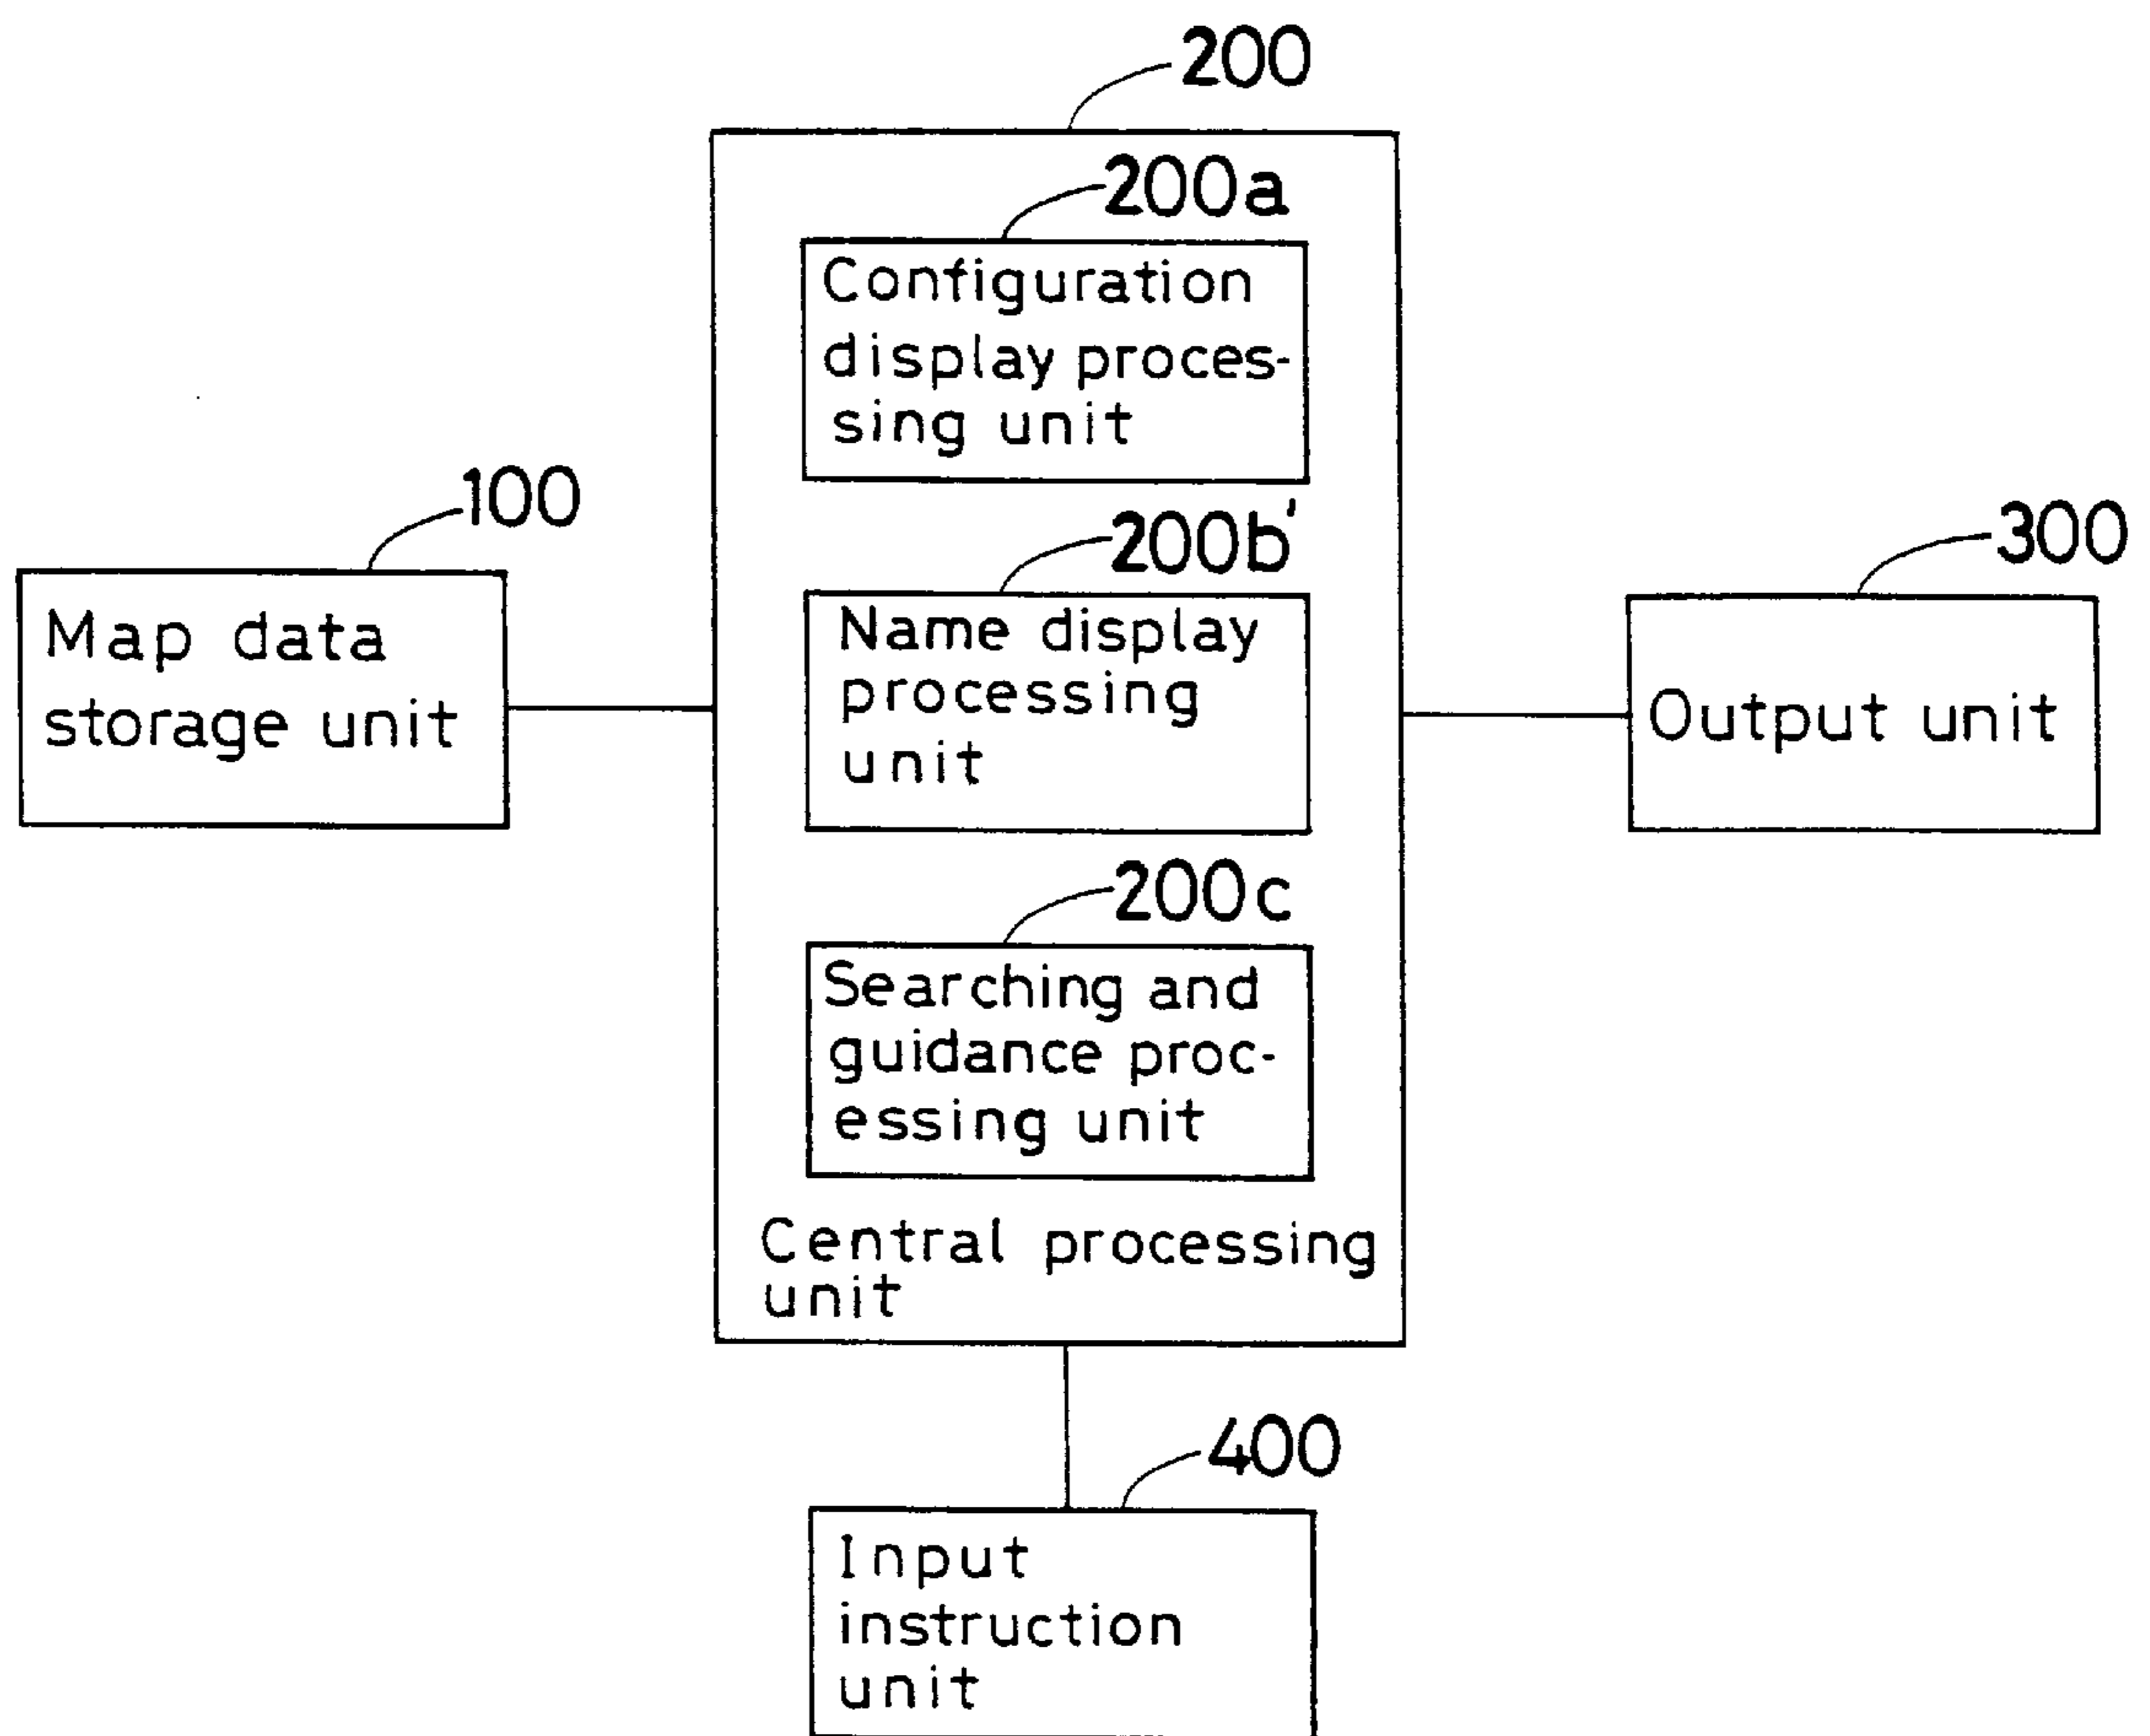 200
200a
Configuration
display proces-
sing unit
100
Map data
storage unit
200b'
Name display
processing
unit
300
Output unit
200c
Searching and
guidance proc-
essing unit
Central processing
unit
400
Input
instruction
unit